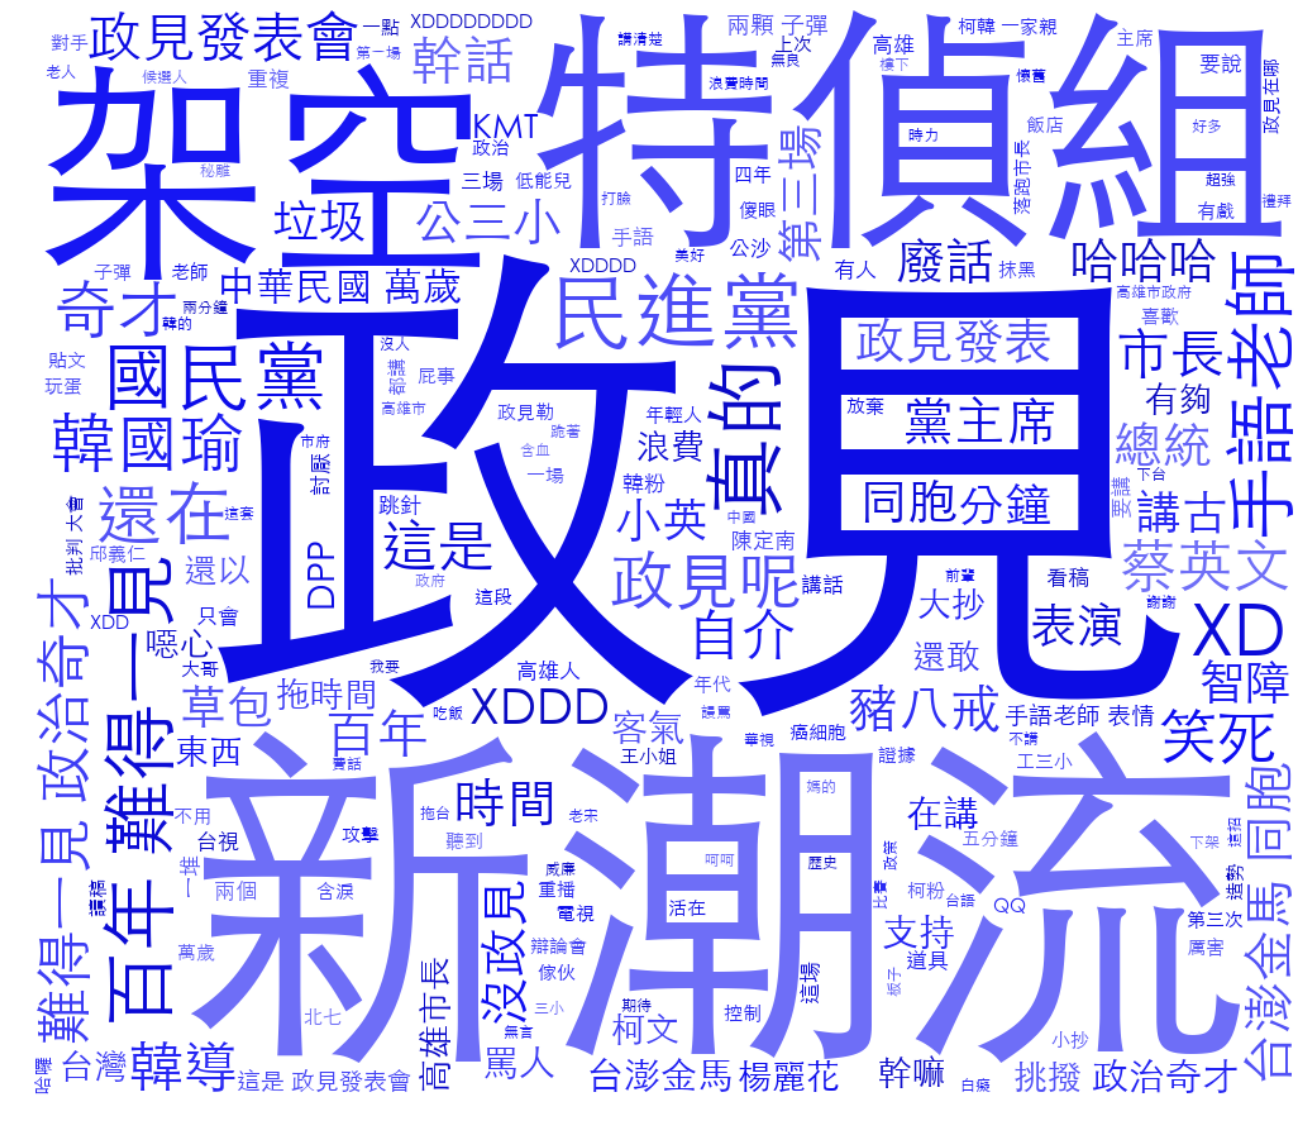 政見發表會
一點
XDDDDDDDD
兩顆 子彈
柯韓 一家親
主席
對手
第一場
幹話
講清楚
上次
高雄
要說
老人
候選人
重複
無良
樓下
懷舊
浪費時間
政見在哪
架空
特偵組
KMT
政治
時力
飯店
好多
秘雕
三場
低能兒
打臉
四年
第三場
落跑市長
超強
有戲
禮拜
垃圾
公三小
傻眼
手語
公沙
美好
子彈
老師
中華民國 萬歲
XDDDD
有人
廢話
抹黑
哈哈哈
高雄市政府
喜歡
奇才
兩分鐘
韓的
民進黨
手語老師
政見
國民黨
沒人
都講
屁事
真的
政見發表
市長
貼文
玩蛋
高雄市
政見勒
年輕人
放棄
黨主席
有夠
韓國瑜
市府
討厭
跪著
含血
浪費
總統
下台
一場
韓粉
還在
這套
批判 大會
跳針
這是
小英
中國
陳定南
同胞
分鐘
要講
講古
邱義仁
還以
DPP
政府
這段
政見呢
講話
前輩
看稿
蔡英文
謝謝
百年 難得一見
難得一見 政治奇才
只會
XDD
噁心
大哥
自介
大抄
還敢
表演
XD
我要
高雄人
年代
草包
拖時間
吃飯
XDDD
謾罵
豬八戒
智障
手語老師 表情
東西
百年
客氣
王小姐
華視
癌細胞
不講
工三小
笑死
證據
費話
新潮流
時間
媽的
在講
不用
台視
攻擊
拖台
聽到
老宋
五分鐘
下架
這招
台澎金馬 同胞
一堆
讀稿
兩個
含淚
呵呵
歷史
政黨
威廉
重播
電視
活在
比賽
柯粉
台語
QQ
造勢
第三次
沒政見
支持
道具
厲害
萬歲
辯論會
傢伙
這場
板子
北七
高雄市長
三小
無言
期待
柯文
控制
小抄
哈囉
台灣
韓導
這是 政見發表會
罵人
台澎金馬
楊麗花
幹嘛
白癡
挑撥
政治奇才